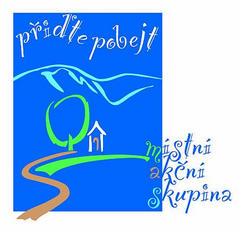 přiďte pobejt
místní
akční
skupina